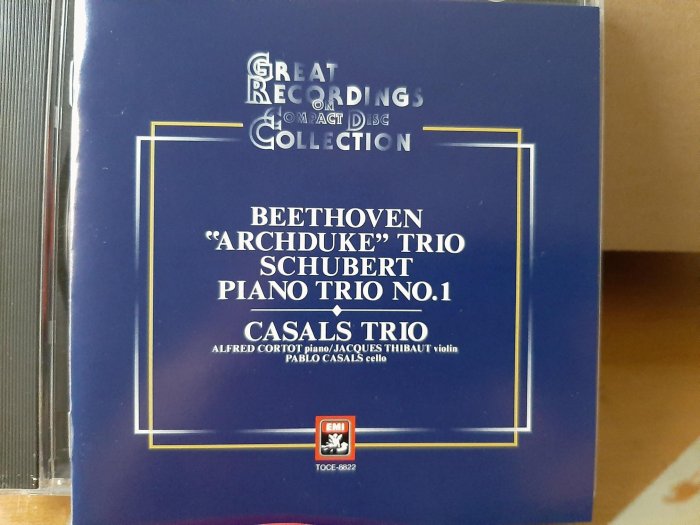 GREAT
RECORDINGS
ON
COMPACT DISC
COLLECTION
BEETHOVEN
“ARCHDUKE” TRIO
SCHUBERT
PIANO TRIO NO.1
CASALS TRIO
ALFRED CORTOT piano/JACQUES THIBAUT violin
PABLO CASALS cello
EMI
TOCE-8822